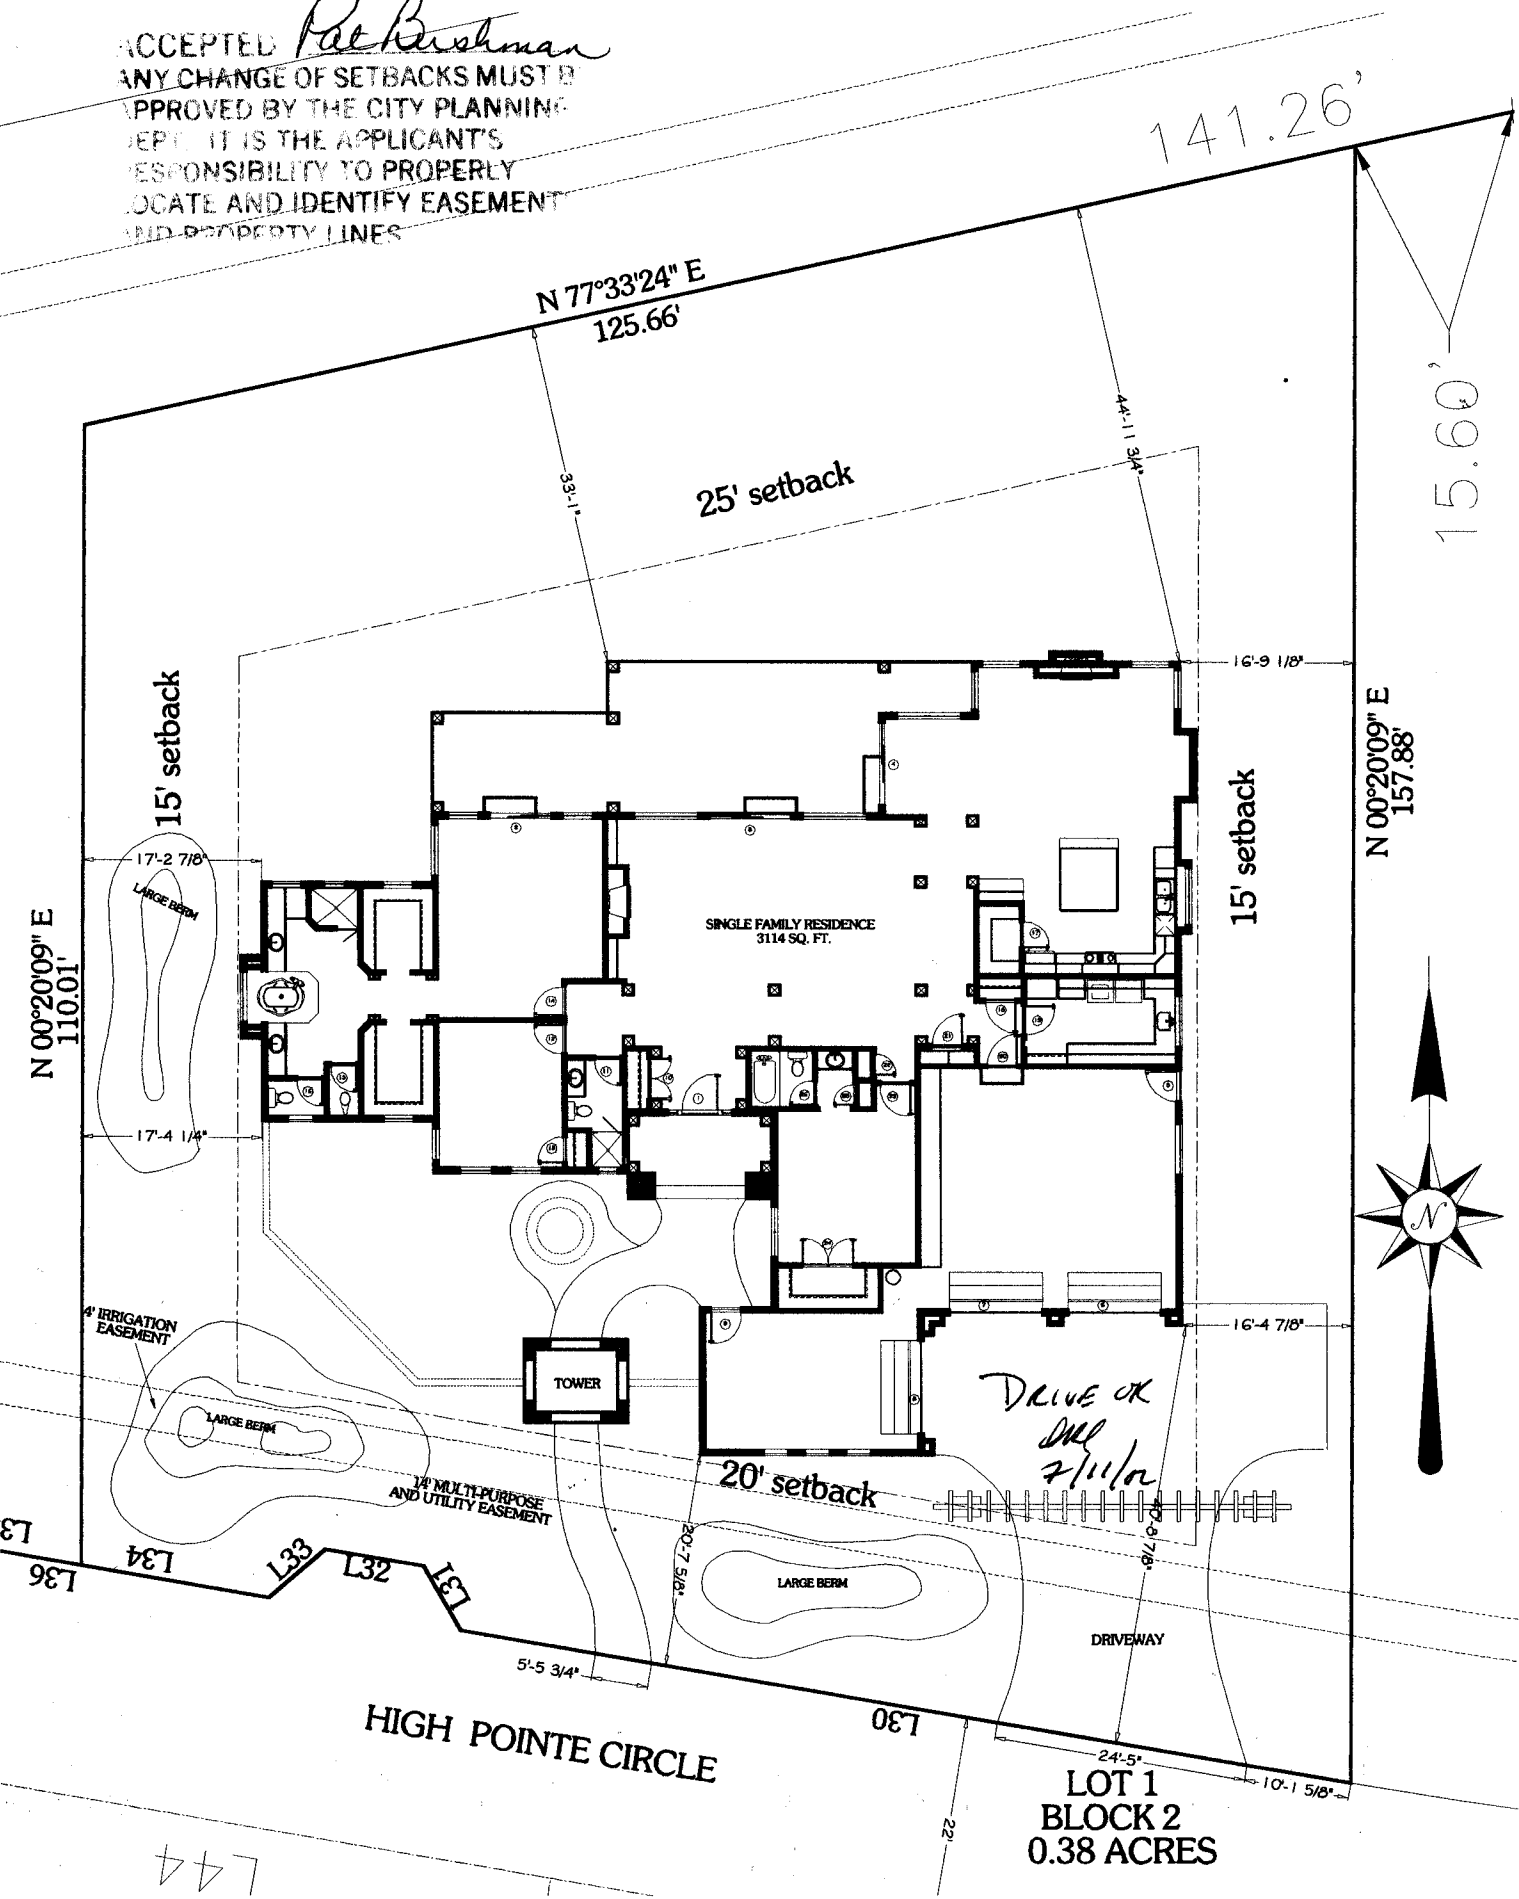 ACCEPTED Pat Bushman
ANY CHANGE OF SETBACKS MUST B
APPROVED BY THE CITY PLANNING
DEPT. IT IS THE APPLICANT'S
RESPONSIBILITY TO PROPERLY
LOCATE AND IDENTIFY EASEMENT
AND PROPERTY LINES
141.26'
N 77°33'24" E
125.66'
15.60'
44'-11 3/4"
33'-1"
25' setback
16'-9 1/8"
15' setback
N 00°20'09" E
157.88'
15' setback
17'-2 7/8"
LARGE BERM
SINGLE FAMILY RESIDENCE
3114 SQ. FT.
N 00°20'09" E
110.01'
17'-4 1/4"
N
4' IRRIGATION
EASEMENT
16'-4 7/8"
TOWER
DRIVE OK
7/11/02
LARGE BERM
20' setback
14' MULTI-PURPOSE
AND UTILITY EASEMENT
L36
L34
L33
L32
L31
20'-7 5/8"
40'-8 7/8"
LARGE BERM
DRIVEWAY
5'-5 3/4"
HIGH POINTE CIRCLE
L30
24'-5"
10'-1 5/8"
LOT 1
BLOCK 2
0.38 ACRES
22'
L44